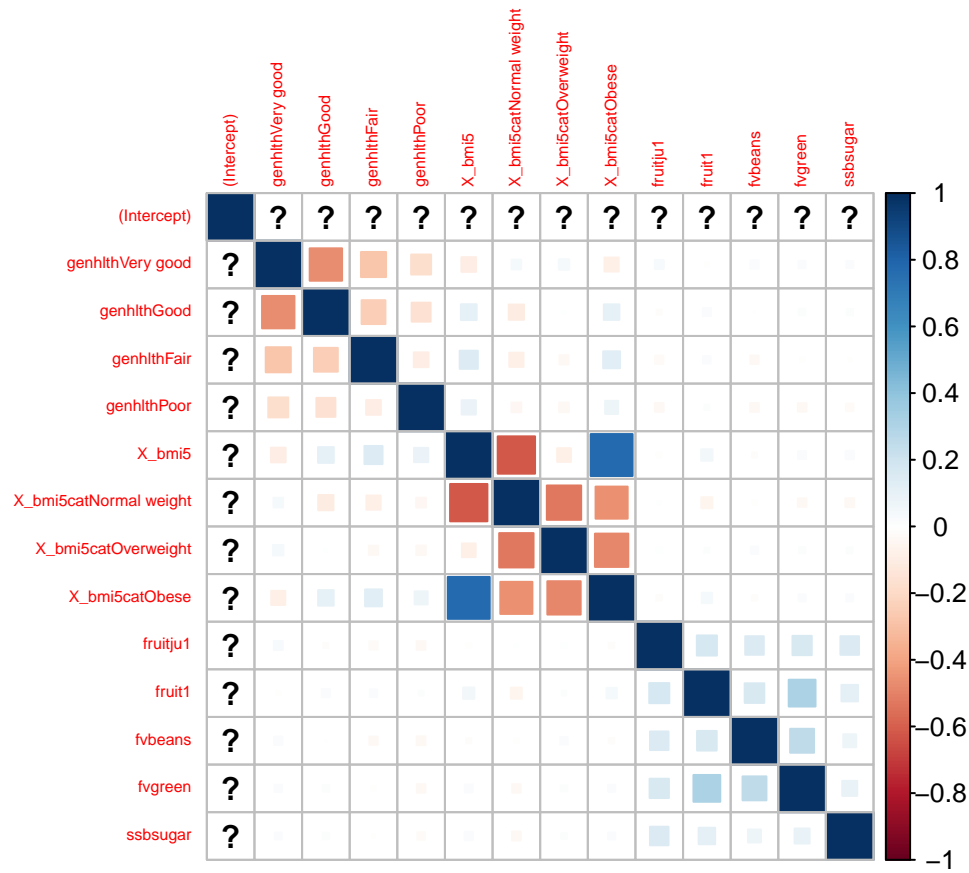 (Intercept)
genhlthVery good
genhlthGood
genhlthFair
genhlthPoor
X_bmi5
X_bmi5catNormal weight
X_bmi5catOverweight
X_bmi5catObese
fruitju1
fruit1
fvbeans
fvgreen
ssbsugar
(Intercept) ? ? ? ? ? ? ? ? ? ? ? ? ? 1
genhlthVery good ? 0.8
genhlthGood ? 0.6
genhlthFair ? 0.4
genhlthPoor ?
X_bmi5 ? 0.2
X_bmi5catNormal weight ? 0
X_bmi5catOverweight ? −0.2
X_bmi5catObese ?
fruitju1 ? −0.4
fruit1 ? −0.6
fvbeans ?
fvgreen ? −0.8
ssbsugar ? −1